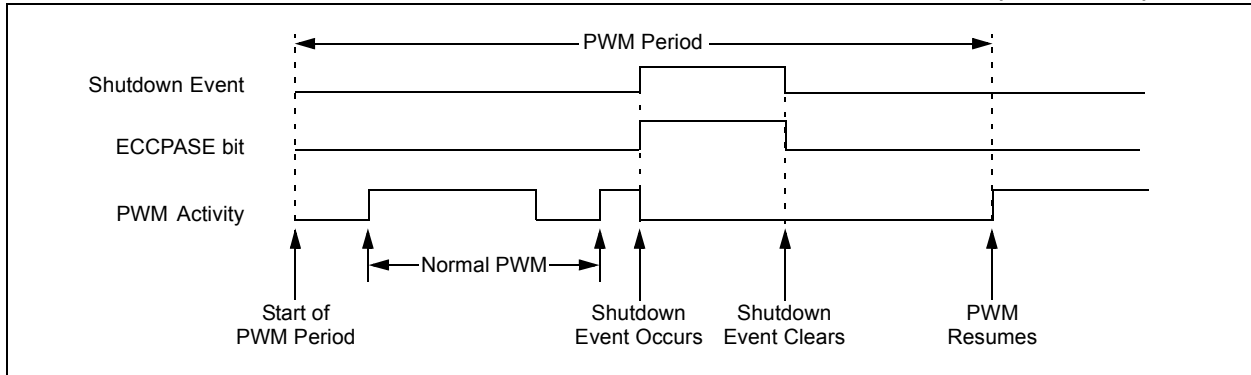 PWM Period
Shutdown Event
ECCPASE bit
PWM Activity
Normal PWM
Start of
PWM Period
Shutdown
Event Occurs
Shutdown
Event Clears
PWM
Resumes